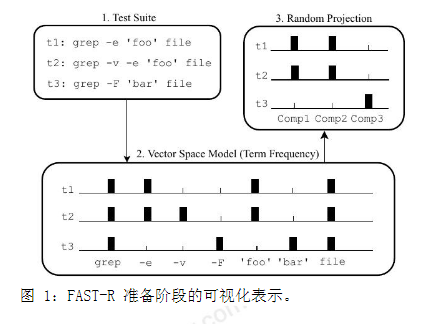 1. Test Suite
t1: grep -e 'foo' file
t2: grep -v -e 'foo' file
t3: grep -F 'bar' file
3. Random Projection
t1
t2
t3
Comp1 Comp2 Comp3
2. Vector Space Model (Term Frequency)
t1
t2
t3
grep -e -v -F 'foo' 'bar' file
图 1: FAST-R 准备阶段的可视化表示。